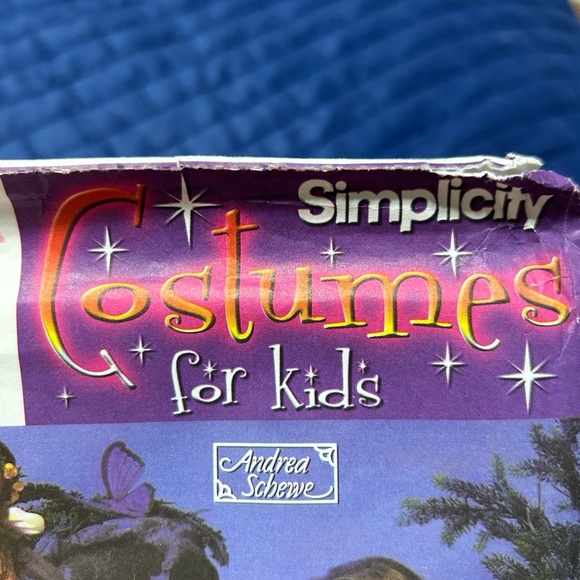 Simplicity
Costumes
for kids
Andrea
Schewe